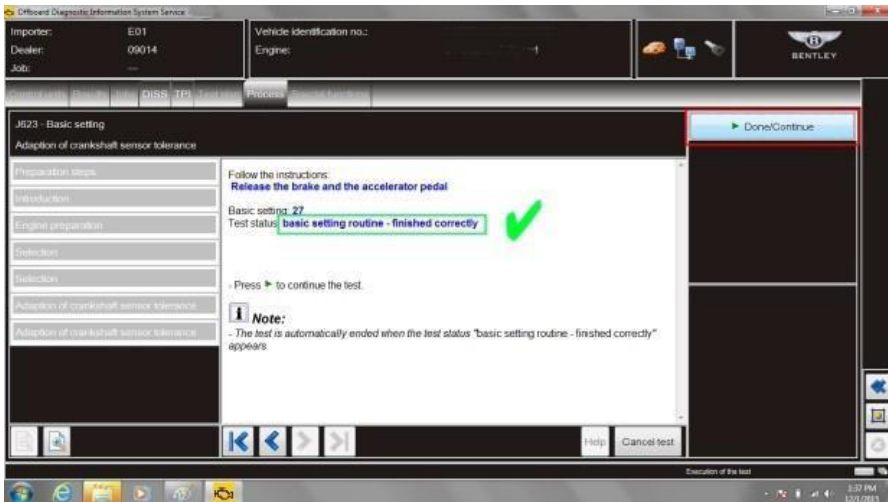 Offboard Diagnostic Information System Service
Importer: E01
Dealer: 09014
Job: ---
Vehicle identification no.:
Engine:
BENTLEY
DISS TPI Process
J623 - Basic setting
Adaption of crankshaft sensor tolerance
Done/Continue
Preparation steps
Introduction
Engine preparation
Selection
Selection
Adaption of crankshaft sensor tolerance
Adaption of crankshaft sensor tolerance
Follow the instructions:
Release the brake and the accelerator pedal
Basic setting: 27
Test status: basic setting routine - finished correctly
- Press ► to continue the test.
Note:
- The test is automatically ended when the test status "basic setting routine - finished correctly"
appears.
Help
Cancel test
Execution of the test
1:37 PM